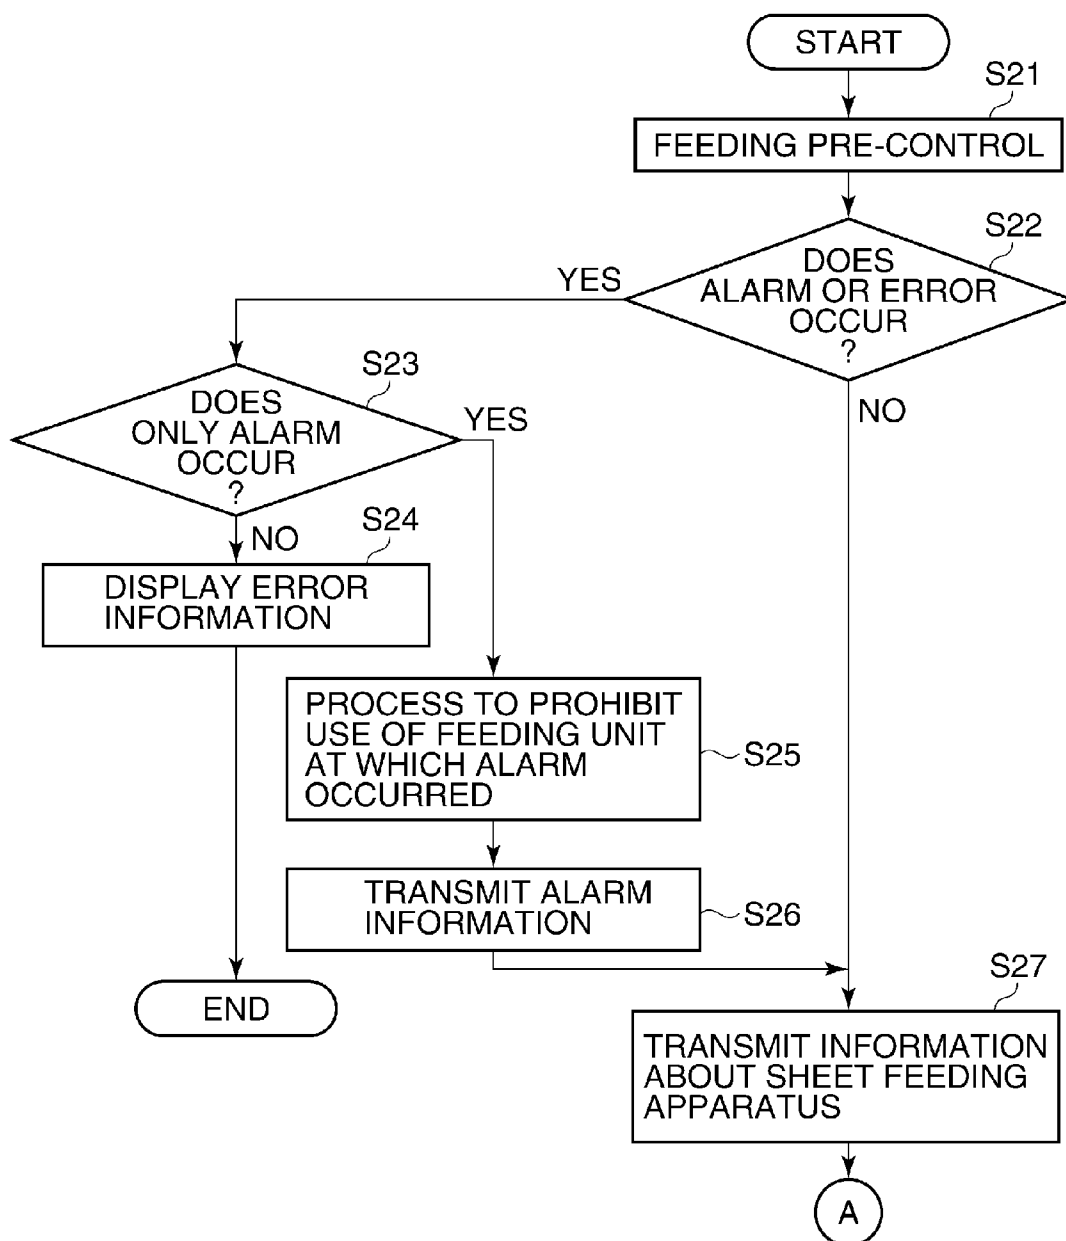 START
S21
FEEDING PRE-CONTROL
S22
DOES
ALARM OR ERROR
OCCUR
?
YES
NO
S23
DOES
ONLY ALARM
OCCUR
?
YES
NO
S24
DISPLAY ERROR
INFORMATION
PROCESS TO PROHIBIT
USE OF FEEDING UNIT
AT WHICH ALARM
OCCURRED
S25
TRANSMIT ALARM
INFORMATION
S26
END
S27
TRANSMIT INFORMATION
ABOUT SHEET FEEDING
APPARATUS
A